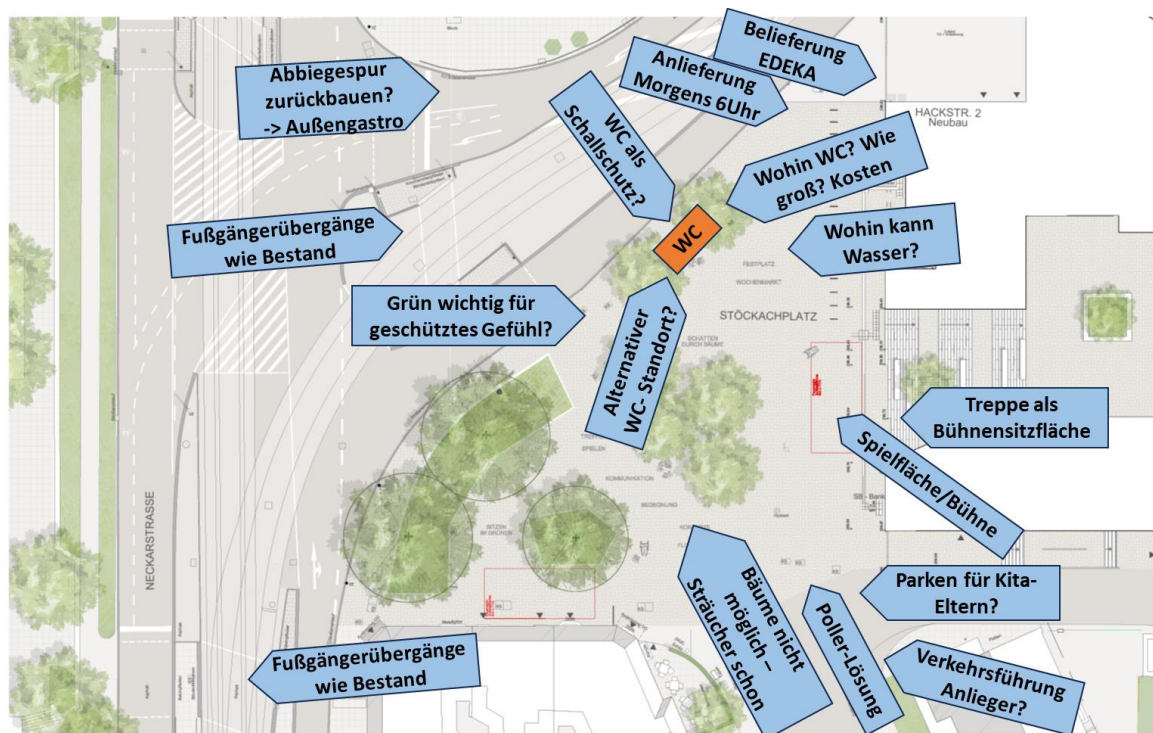 Belieferung
EDEKA
Anlieferung
Morgens 6Uhr
Abbiegespur
zurückbauen?
-> Außengastro
HACKSTR. 2
Neubau
WC als
Schallschutz?
Wohin WC? Wie
groß? Kosten
Fußgängerübergänge
wie Bestand
WC
Wohin kann
Wasser?
FESTPLATZ
WOCHENMARKT
Grün wichtig für
geschütztes Gefühl?
STÖCKACHPLATZ
SCHATTEN
DURCH BÄUME
Alternativer
WC- Standort?
Treppe als
Bühnensitzfläche
SPIELEN
Spielfläche/Bühne
KOMMUNIKATION
SB - Bank
BEGEGNUNG
SITZEN
IM GRÜNEN
NECKARSTRASSE
Bäume nicht
möglich –
Sträucher schon
Parken für Kita-
Eltern?
Poller-Lösung
Fußgängerübergänge
wie Bestand
Verkehrsführung
Anlieger?